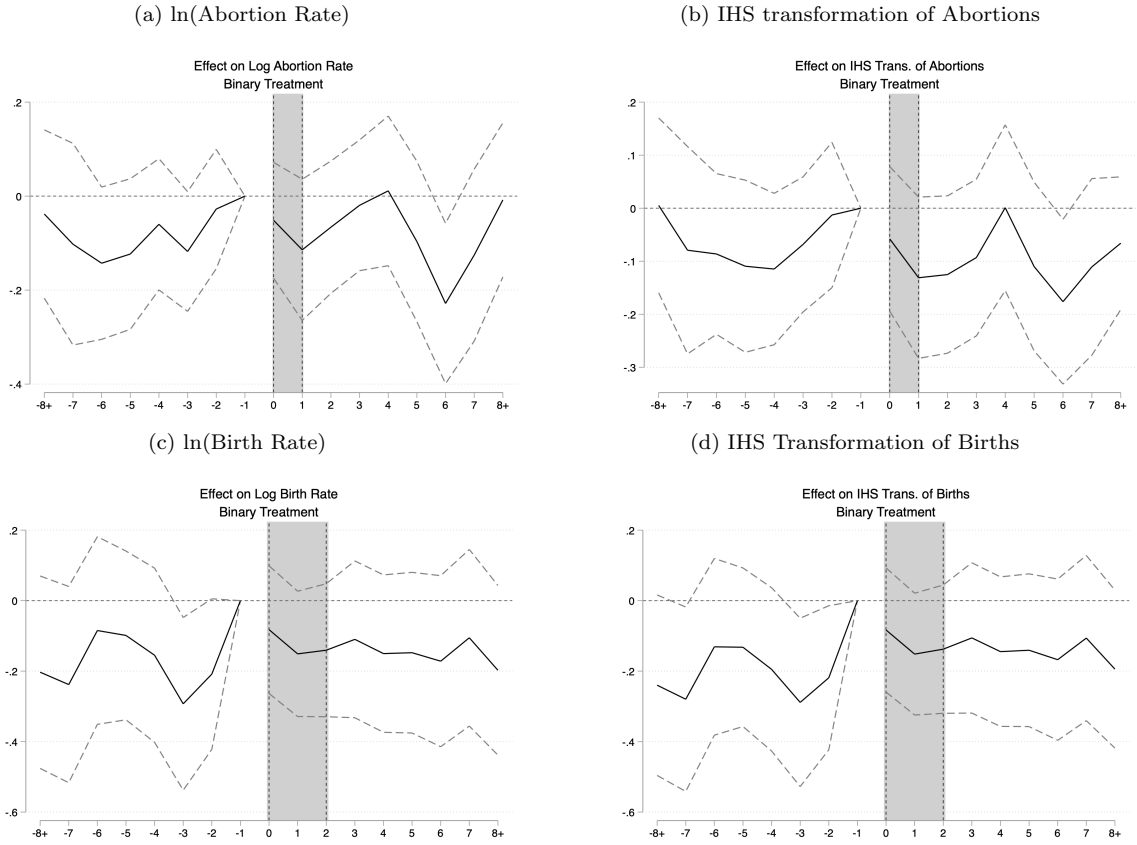 (a) ln(Abortion Rate)
Effect on Log Abortion Rate
Binary Treatment
.2
0
-.2
-.4
-8+ -7 -6 -5 -4 -3 -2 -1 0 1 2 3 4 5 6 7 8+
(b) IHS transformation of Abortions
Effect on IHS Trans. of Abortions
Binary Treatment
.2
.1
0
-.1
-.2
-.3
-8+ -7 -6 -5 -4 -3 -2 -1 0 1 2 3 4 5 6 7 8+
(c) ln(Birth Rate)
Effect on Log Birth Rate
Binary Treatment
.2
0
-.2
-.4
-.6
-8+ -7 -6 -5 -4 -3 -2 -1 0 1 2 3 4 5 6 7 8+
(d) IHS Transformation of Births
Effect on IHS Trans. of Births
Binary Treatment
.2
0
-.2
-.4
-.6
-8+ -7 -6 -5 -4 -3 -2 -1 0 1 2 3 4 5 6 7 8+